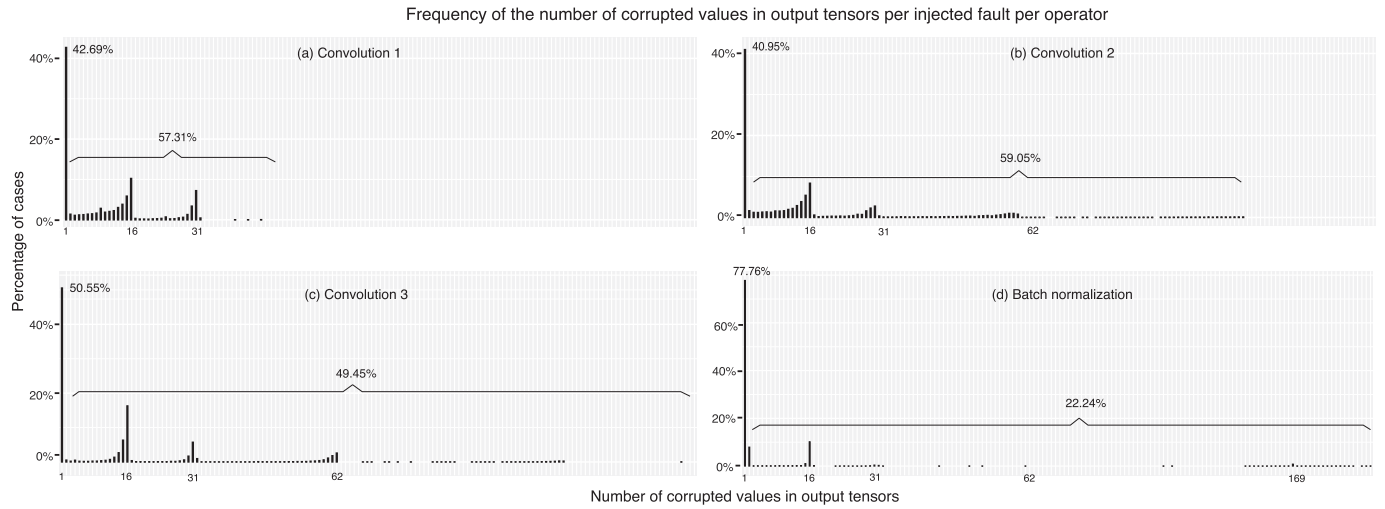 Frequency of the number of corrupted values in output tensors per injected fault per operator
Percentage of cases
(a) Convolution 1
42.69%
40%
57.31%
20%
0%
1 16 31
(b) Convolution 2
40.95%
40%
20%
59.05%
0%
1 16 31 62
(c) Convolution 3
50.55%
40%
49.45%
20%
0%
1 16 31 62
77.76%
(d) Batch normalization
60%
40%
22.24%
20%
0%
1 16 31 62 169
Number of corrupted values in output tensors